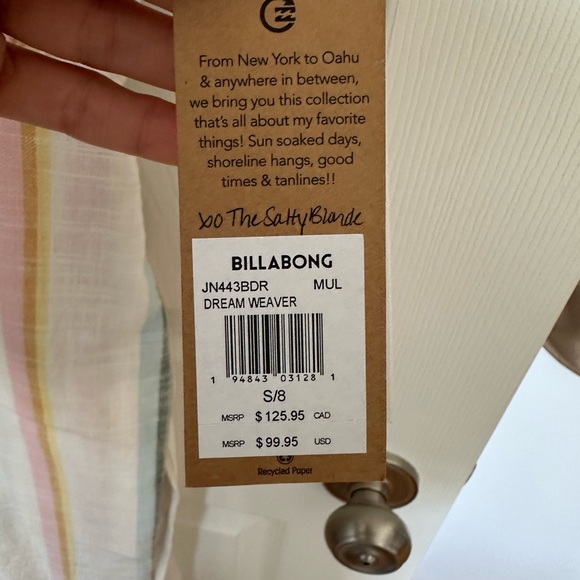 From New York to Oahu
& anywhere in between,
we bring you this collection
that's all about my favorite
things! Sun soaked days,
shoreline hangs, good
times & tanlines!!
xo The Salty Blonde
BILLABONG
JN443BDR MUL
DREAM WEAVER
1 94843 03128 1
S/8
MSRP $125.95 CAD
MSRP $99.95 USD
Recycled Paper